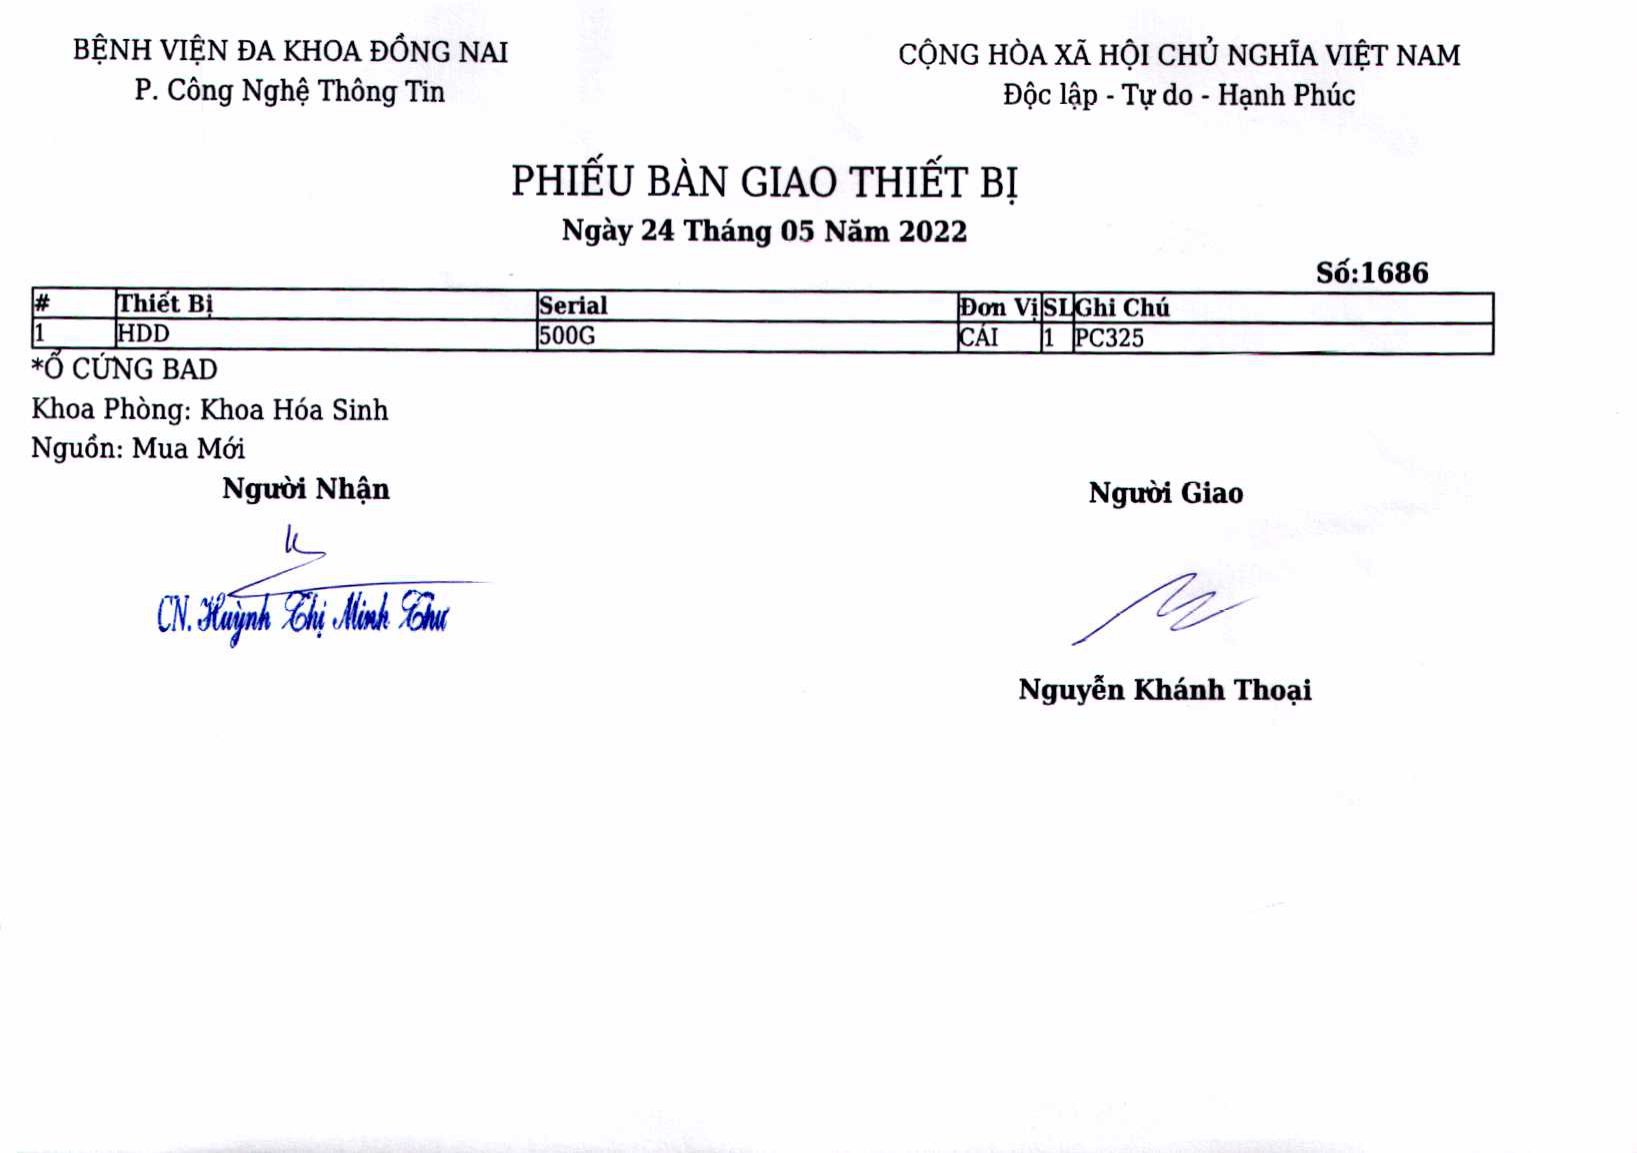 BỆNH VIỆN ĐA KHOA ĐỒNG NAI
P. Công Nghệ Thông Tin
CỘNG HÒA XÃ HỘI CHỦ NGHĨA VIỆT NAM
Độc lập - Tự do - Hạnh Phúc
PHIẾU BÀN GIAO THIẾT BỊ
Ngày 24 Tháng 05 Năm 2022
Số:1686
# Thiết Bị Serial Đơn Vị SL Ghi Chú
1 HDD 500G CÁI 1 PC325
*Ổ CỨNG BAD
Khoa Phòng: Khoa Hóa Sinh
Nguồn: Mua Mới
Người Nhận
Người Giao
CN. Huỳnh Thị Minh Thư
Nguyễn Khánh Thoại